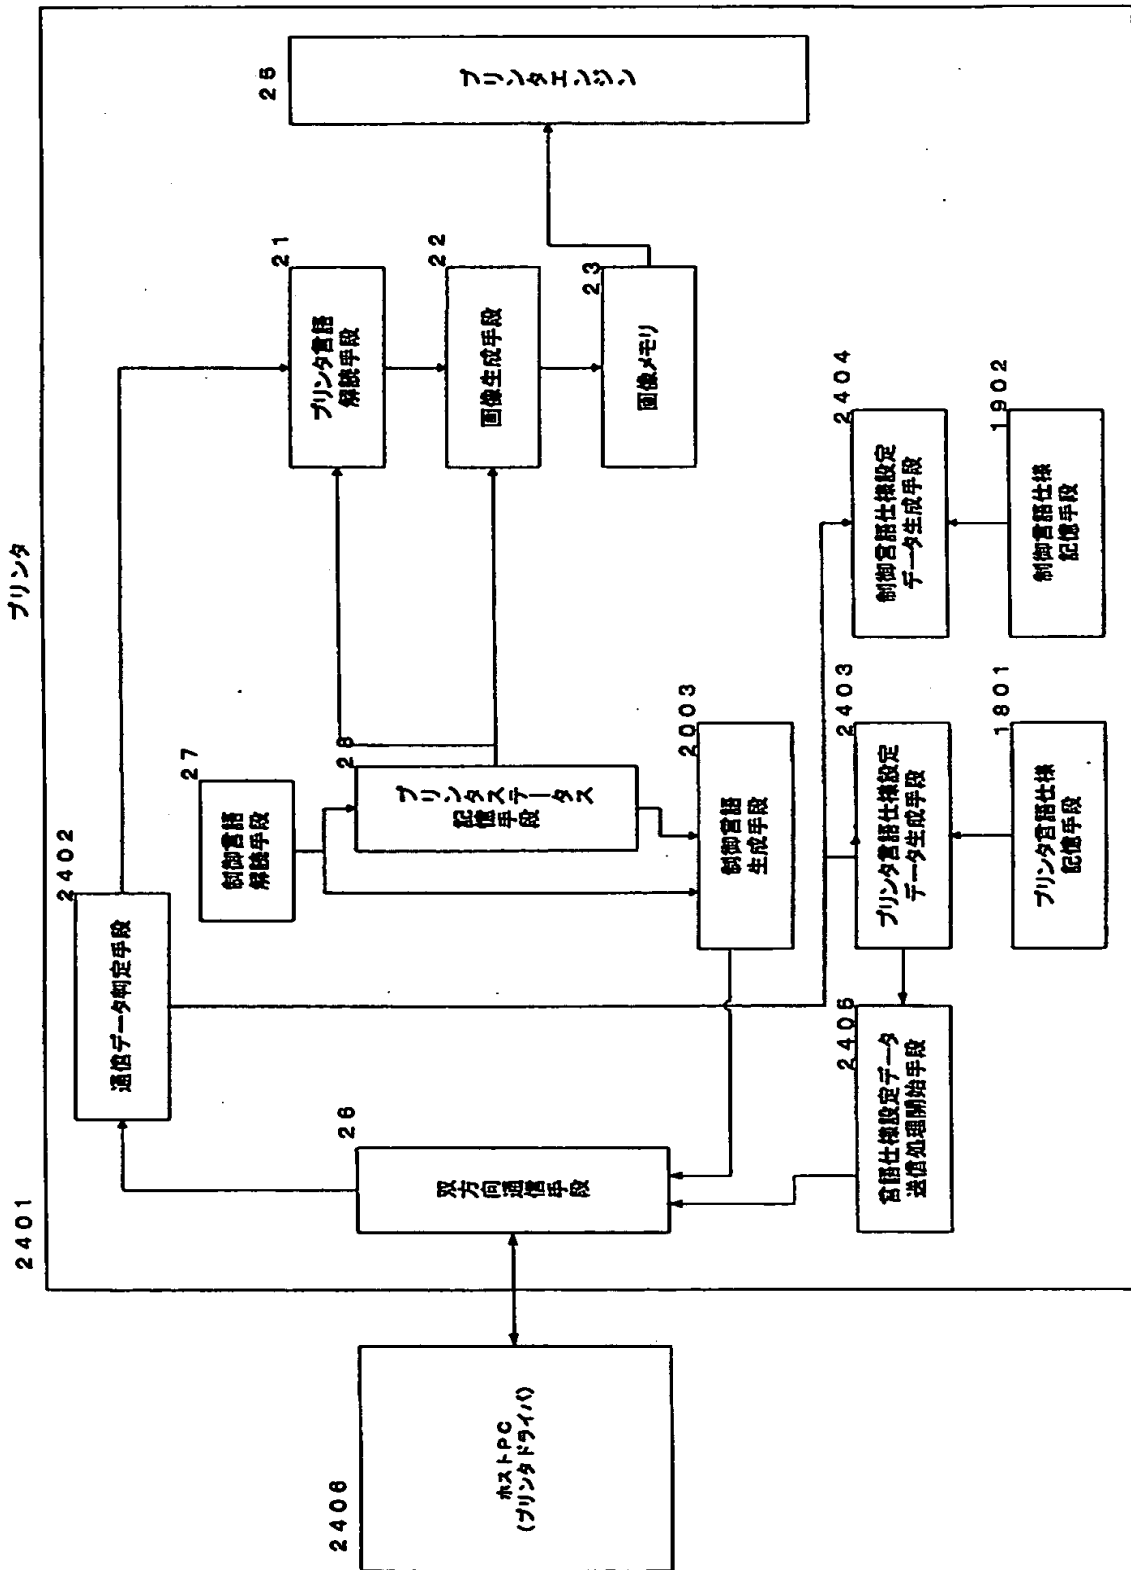 プリンタ
2401
2402
通信データ判定手段
27
制御言語
解読手段
21
プリンタ言語
解読手段
25
プリンタエンジン
2406
ホストPC
(プリンタドライバ)
26
双方向通信手段
28
プリンタステータス
記憶手段
22
画像生成手段
23
画像メモリ
2003
制御言語
生成手段
2405
言語仕様設定データ
送信処理開始手段
2403
プリンタ言語仕様設定
データ生成手段
2404
制御言語仕様設定
データ生成手段
1801
プリンタ言語仕様
記憶手段
1902
制御言語仕様
記憶手段